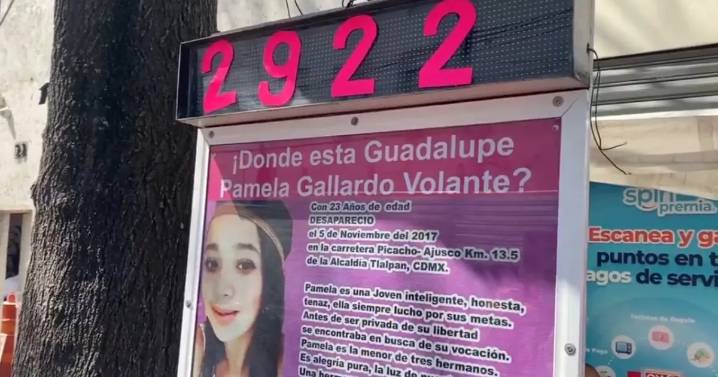 2922
¡Donde esta Guadalupe
Pamela Gallardo Volante?
Con 23 Años de edad
DESAPARECIO
el 5 de Noviembre del 2017
en la carretera Picacho- Ajusco Km. 13.5
de la Alcaldía Tlalpan, CDMX.
Pamela es una Joven inteligente, honesta,
tenaz, ella siempre lucho por sus metas.
Antes de ser privada de su libertad
se encontraba en busca de su vocación.
Pamela es la menor de tres hermanos.
Es alegría pura, la luz de
Una
spin
premia
Escanea y ga
puntos en t
agos de servi